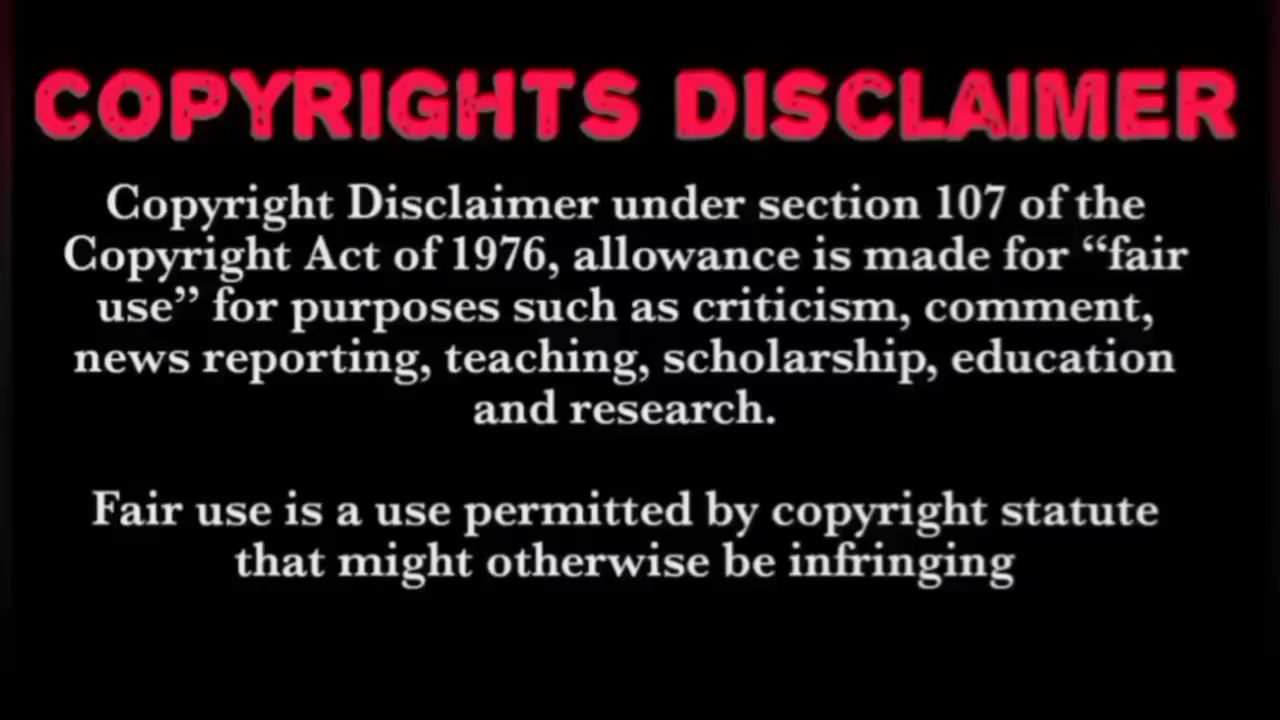 COPYRIGHTS DISCLAIMER
Copyright Disclaimer under section 107 of the
Copyright Act of 1976, allowance is made for “fair
use” for purposes such as criticism, comment,
news reporting, teaching, scholarship, education
and research.
Fair use is a use permitted by copyright statute
that might otherwise be infringing